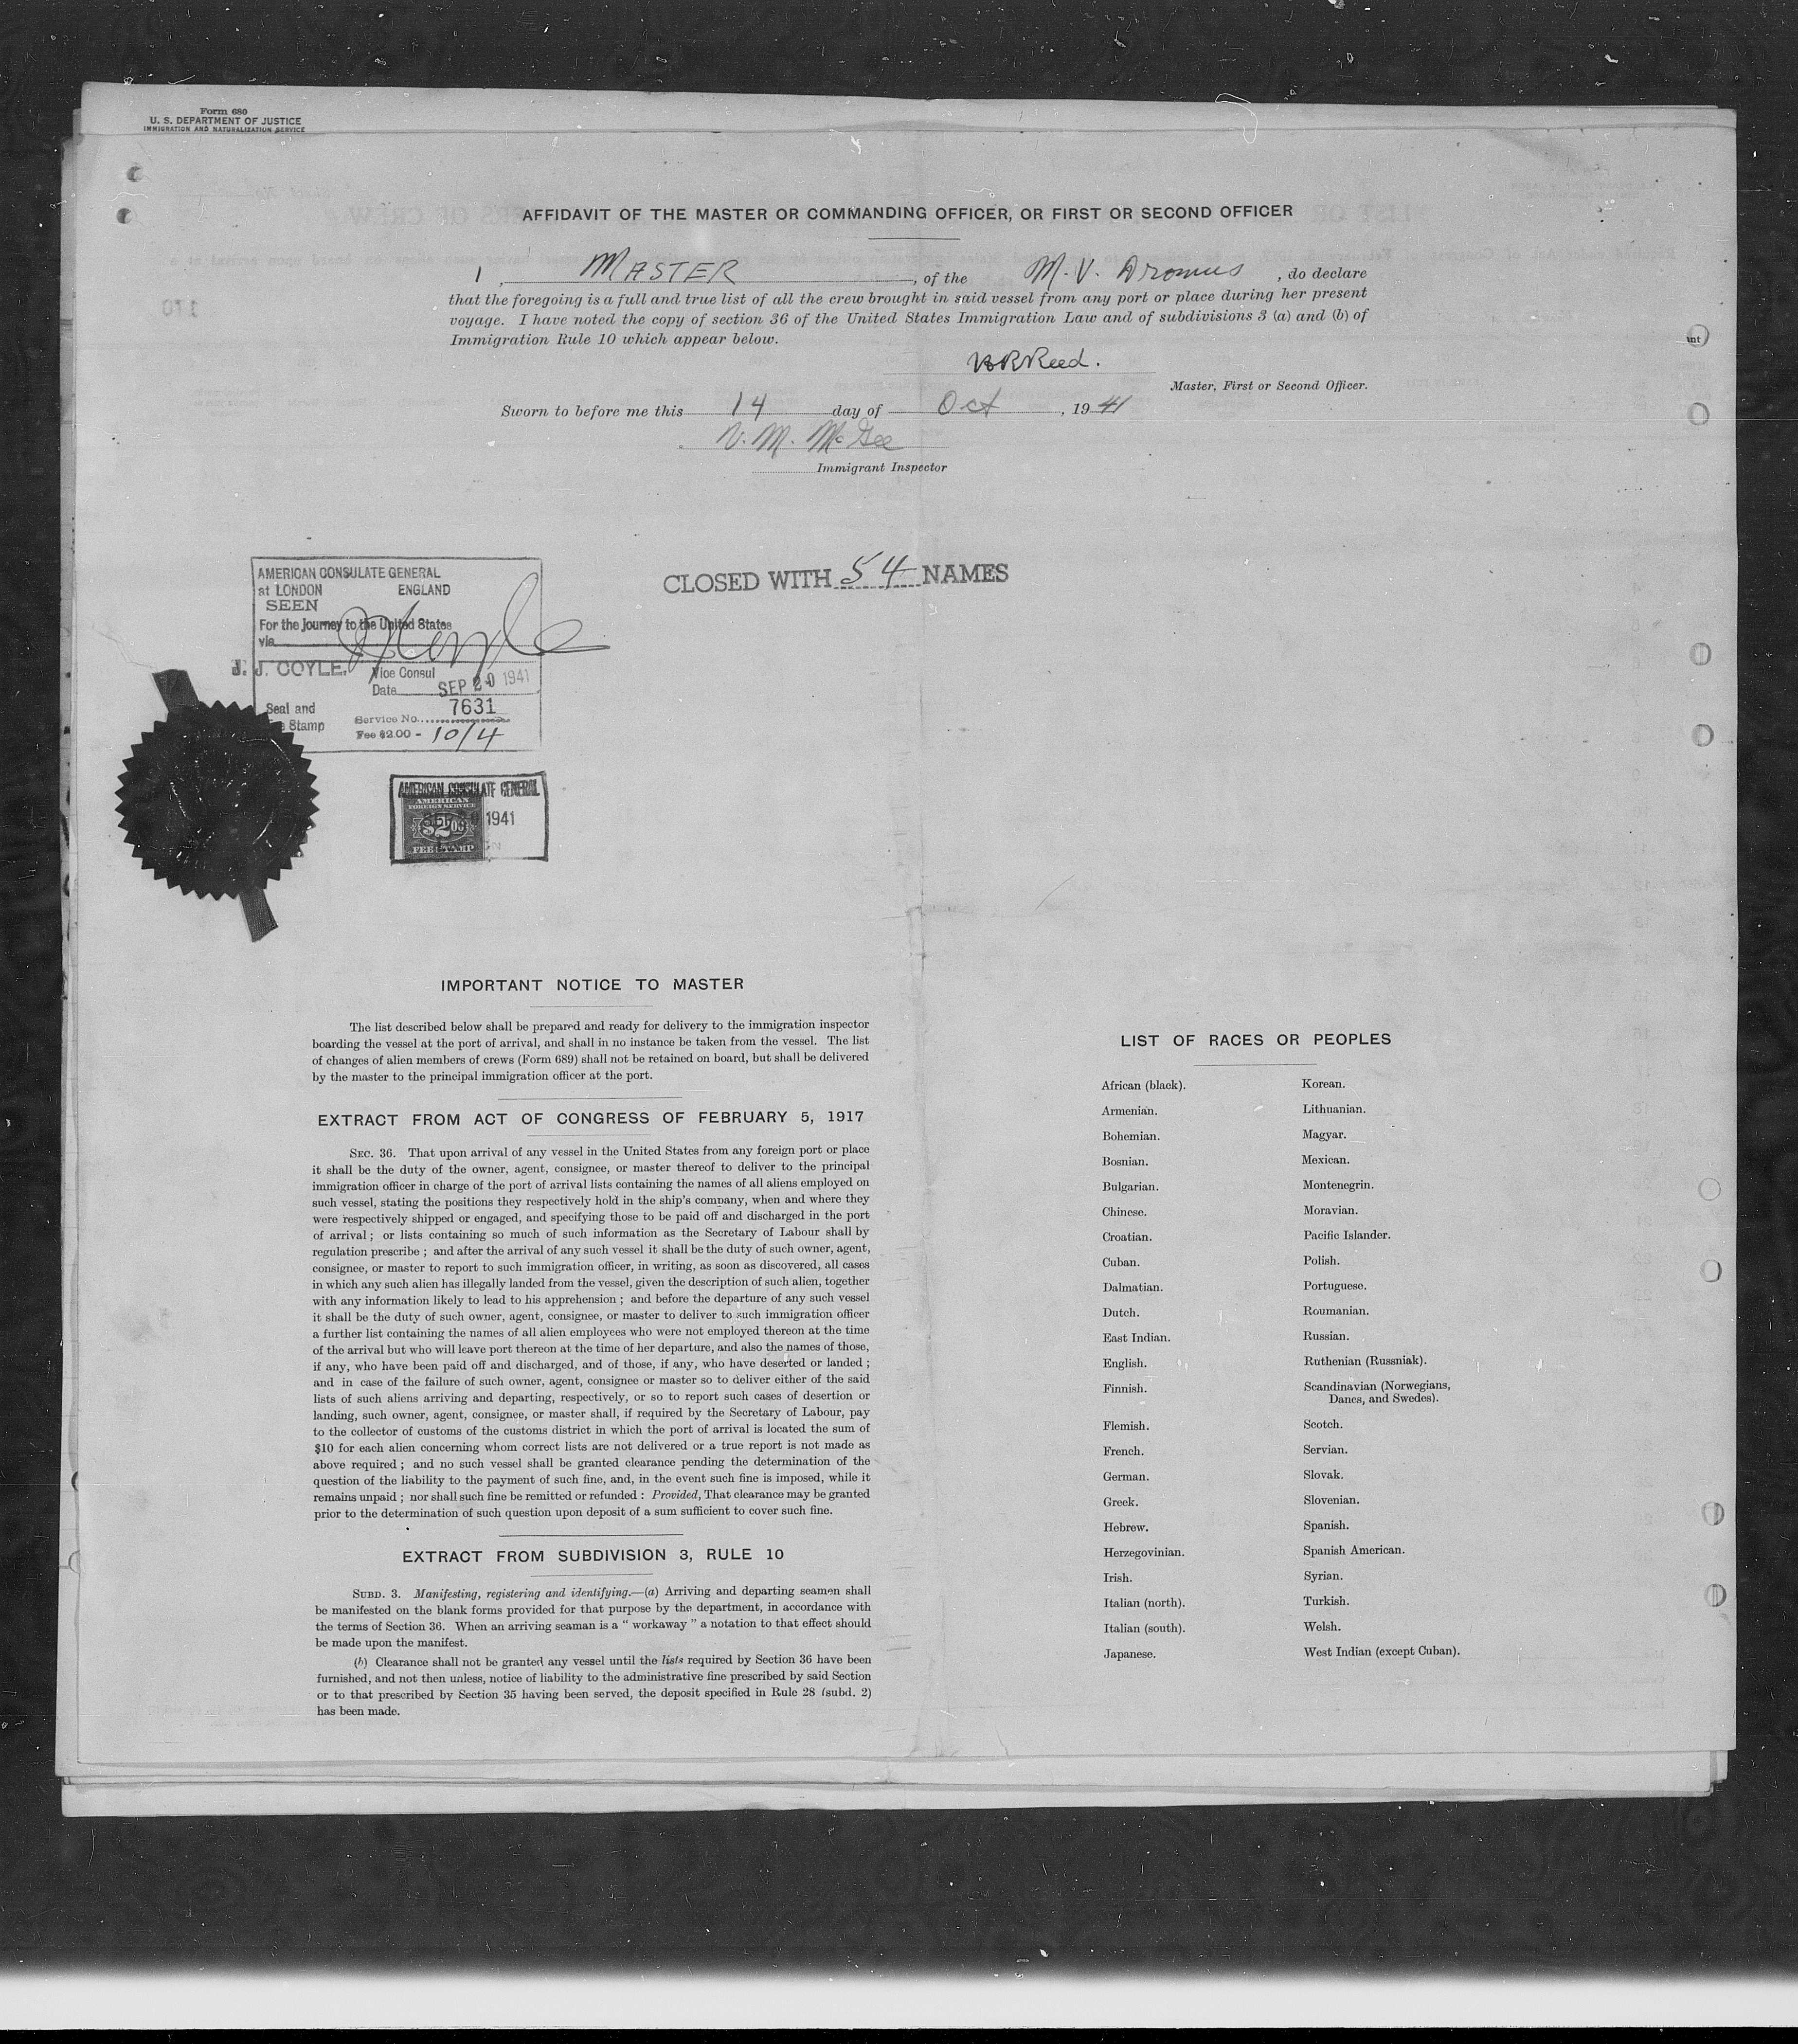 Form 680
U. S. DEPARTMENT OF JUSTICE
IMMIGRATION AND NATURALIZATION SERVICE
AFFIDAVIT OF THE MASTER OR COMMANDING OFFICER, OR FIRST OR SECOND OFFICER
I, MASTER, of the M. V. Dromus, do declare
that the foregoing is a full and true list of all the crew brought in said vessel from any port or place during her present
voyage. I have noted the copy of section 36 of the United States Immigration Law and of subdivisions 3 (a) and (b) of
Immigration Rule 10 which appear below.
Reed.
Master, First or Second Officer.
Sworn to before me this 14 day of Oct, 1941
V. M. McGee
Immigrant Inspector
AMERICAN CONSULATE GENERAL
at LONDON ENGLAND
SEEN
For the journey to the United States
via
J. J. COYLE.
Vice Consul
Date SEP 20 1941
Seal and
Stamp
Service No. 7631
Fee $2.00 - 10/4
CLOSED WITH 54 NAMES
AMERICAN CONSULATE GENERAL
AMERICAN
FOREIGN SERVICE
1941
$2.00
FEE STAMP
IMPORTANT NOTICE TO MASTER
The list described below shall be prepared and ready for delivery to the immigration inspector
boarding the vessel at the port of arrival, and shall in no instance be taken from the vessel. The list
of changes of alien members of crews (Form 689) shall not be retained on board, but shall be delivered
by the master to the principal immigration officer at the port.
EXTRACT FROM ACT OF CONGRESS OF FEBRUARY 5, 1917
SEC. 36. That upon arrival of any vessel in the United States from any foreign port or place
it shall be the duty of the owner, agent, consignee, or master thereof to deliver to the principal
immigration officer in charge of the port of arrival lists containing the names of all aliens employed on
such vessel, stating the positions they respectively hold in the ship's company, when and where they
were respectively shipped or engaged, and specifying those to be paid off and discharged in the port
of arrival; or lists containing so much of such information as the Secretary of Labour shall by
regulation prescribe; and after the arrival of any such vessel it shall be the duty of such owner, agent,
consignee, or master to report to such immigration officer, in writing, as soon as discovered, all cases
in which any such alien has illegally landed from the vessel, given the description of such alien, together
with any information likely to lead to his apprehension; and before the departure of any such vessel
it shall be the duty of such owner, agent, consignee, or master to deliver to such immigration officer
a further list containing the names of all alien employees who were not employed thereon at the time
of the arrival but who will leave port thereon at the time of her departure, and also the names of those,
if any, who have been paid off and discharged, and of those, if any, who have deserted or landed;
and in case of the failure of such owner, agent, consignee or master so to deliver either of the said
lists of such aliens arriving and departing, respectively, or so to report such cases of desertion or
landing, such owner, agent, consignee, or master shall, if required by the Secretary of Labour, pay
to the collector of customs of the customs district in which the port of arrival is located the sum of
$10 for each alien concerning whom correct lists are not delivered or a true report is not made as
above required; and no such vessel shall be granted clearance pending the determination of the
question of the liability to the payment of such fine, and, in the event such fine is imposed, while it
remains unpaid; nor shall such fine be remitted or refunded: Provided, That clearance may be granted
prior to the determination of such question upon deposit of a sum sufficient to cover such fine.
EXTRACT FROM SUBDIVISION 3, RULE 10
SUBD. 3. Manifesting, registering and identifying.—(a) Arriving and departing seamen shall
be manifested on the blank forms provided for that purpose by the department, in accordance with
the terms of Section 36. When an arriving seaman is a "workaway" a notation to that effect should
be made upon the manifest.
(b) Clearance shall not be granted any vessel until the lists required by Section 36 have been
furnished, and not then unless, notice of liability to the administrative fine prescribed by said Section
or to that prescribed by Section 35 having been served, the deposit specified in Rule 28 (subd. 2)
has been made.
LIST OF RACES OR PEOPLES
African (black).
Armenian.
Bohemian.
Bosnian.
Bulgarian.
Chinese.
Croatian.
Cuban.
Dalmatian.
Dutch.
East Indian.
English.
Finnish.
Flemish.
French.
German.
Greek.
Hebrew.
Herzegovinian.
Irish.
Italian (north).
Italian (south).
Japanese.
Korean.
Lithuanian.
Magyar.
Mexican.
Montenegrin.
Moravian.
Pacific Islander.
Polish.
Portuguese.
Roumanian.
Russian.
Ruthenian (Russniak).
Scandinavian (Norwegians,
Danes, and Swedes).
Scotch.
Servian.
Slovak.
Slovenian.
Spanish.
Spanish American.
Syrian.
Turkish.
Welsh.
West Indian (except Cuban).